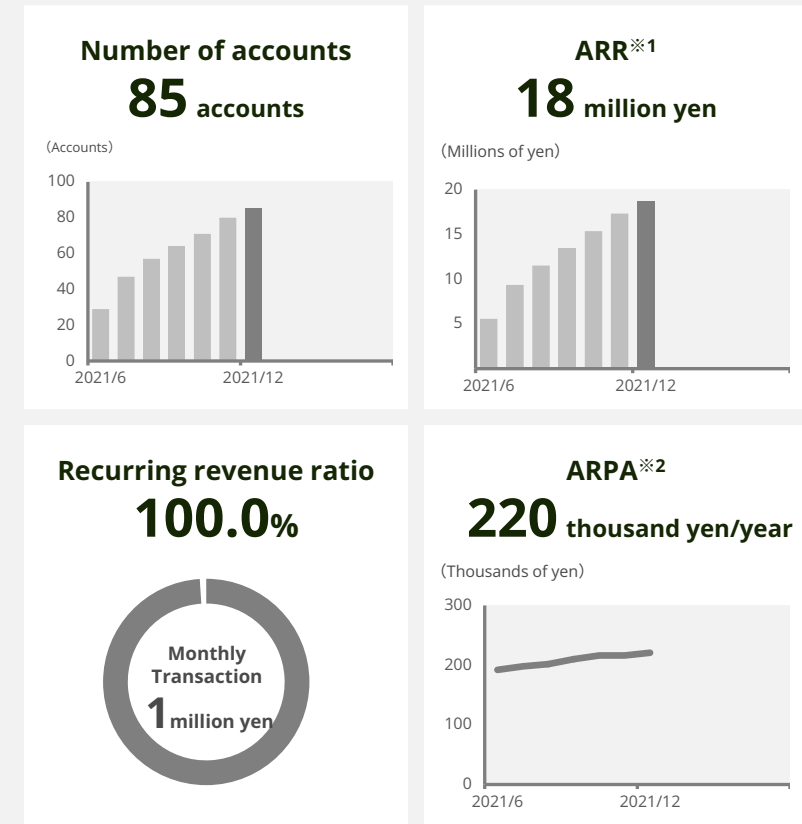 Number of accounts
85 accounts
（Accounts）
100
80
60
40
20
0
2021/6
2021/12
ARR※1
18 million yen
（Millions of yen）
20
15
10
5
2021/6
2021/12
Recurring revenue ratio
100.0%
Monthly
Transaction
1 million yen
ARPA※2
220 thousand yen/year
（Thousands of yen）
300
200
100
0
2021/6
2021/12